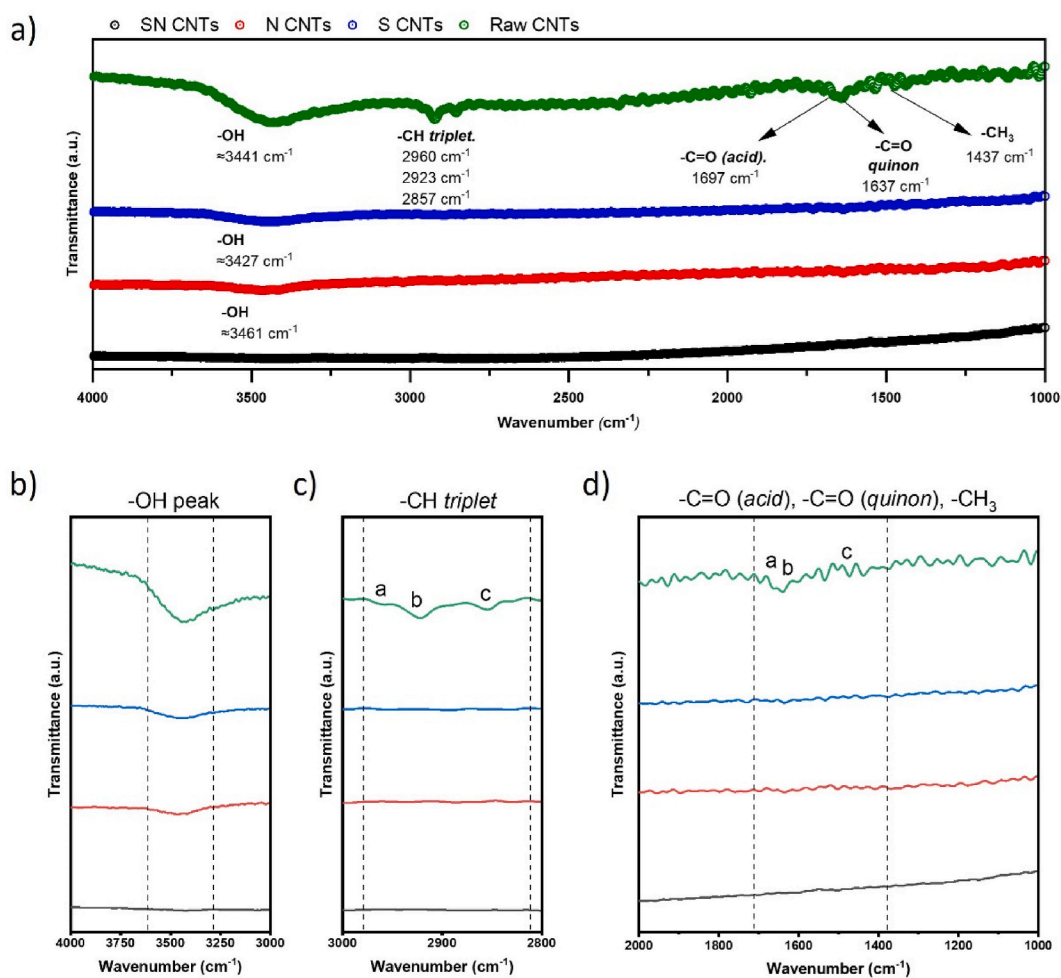 a)
SN CNTs N CNTs S CNTs Raw CNTs
Transmittance (a.u.)
-OH
≈3441 cm⁻¹
-CH triplet.
2960 cm⁻¹
2923 cm⁻¹
2857 cm⁻¹
-C=O (acid).
1697 cm⁻¹
-C=O
quinon
1637 cm⁻¹
-CH₃
1437 cm⁻¹
-OH
≈3427 cm⁻¹
-OH
≈3461 cm⁻¹
4000 3500 3000 2500 2000 1500 1000
Wavenumber (cm⁻¹)
b)
-OH peak
Transmittance (a.u.)
4000 3750 3500 3250 3000
Wavenumber (cm⁻¹)
c)
-CH triplet
Transmittance (a.u.)
a b c
3000 2900 2800
Wavenumber (cm⁻¹)
d)
-C=O (acid), -C=O (quinon), -CH₃
Transmittance (a.u.)
a b c
2000 1800 1600 1400 1200 1000
Wavenumber (cm⁻¹)